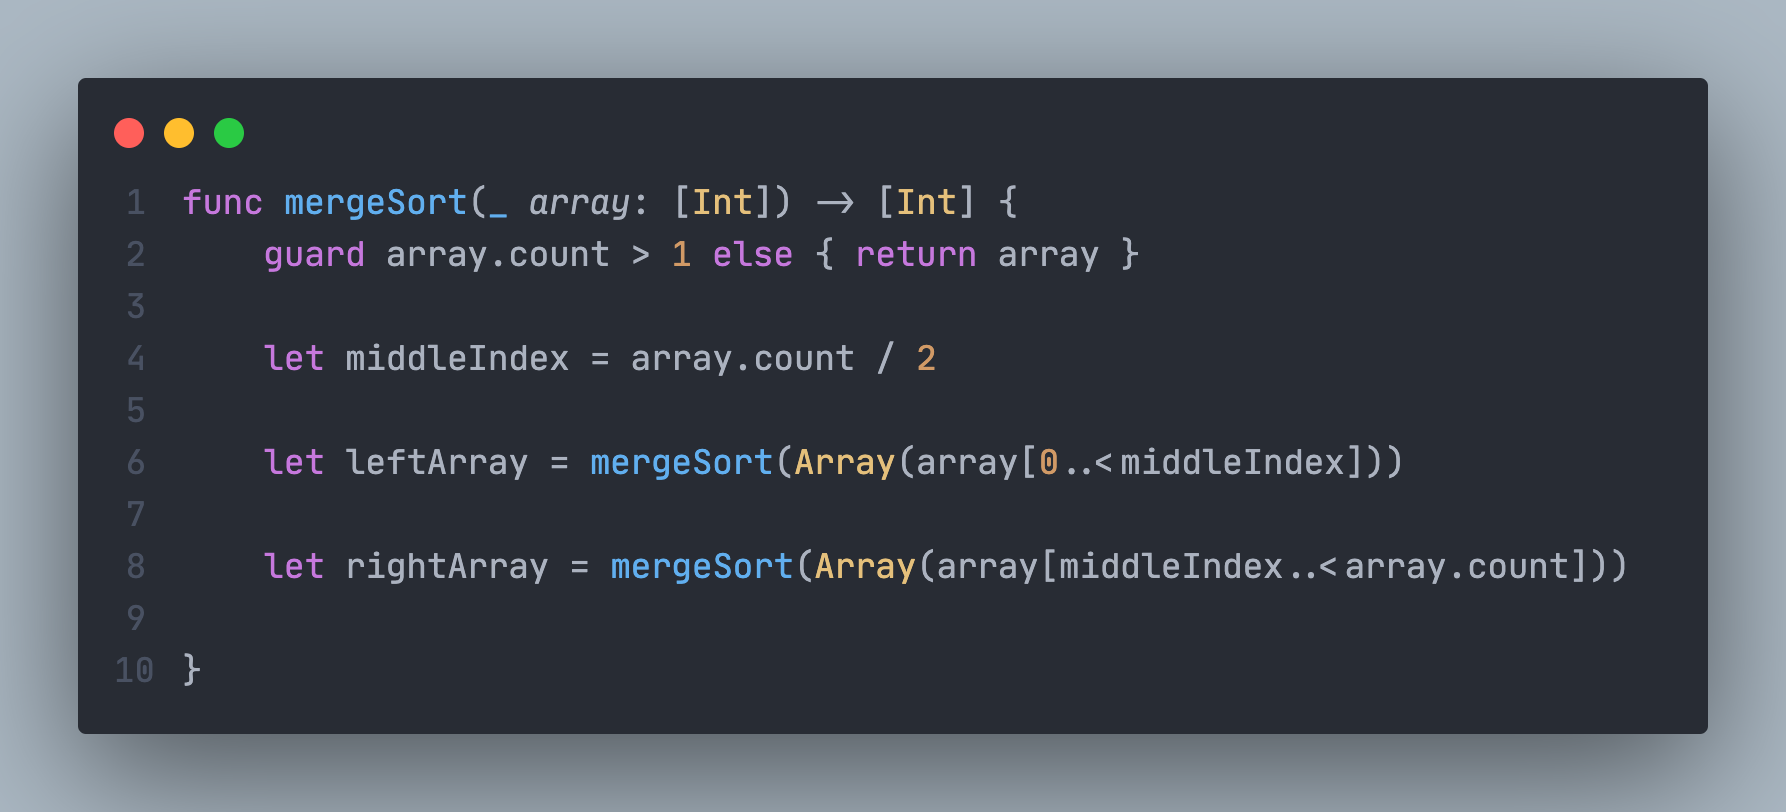 1 func mergeSort(_ array: [Int]) -> [Int] {
2     guard array.count > 1 else { return array }
3
4     let middleIndex = array.count / 2
5
6     let leftArray = mergeSort(Array(array[0..<middleIndex]))
7
8     let rightArray = mergeSort(Array(array[middleIndex..<array.count]))
9
10 }